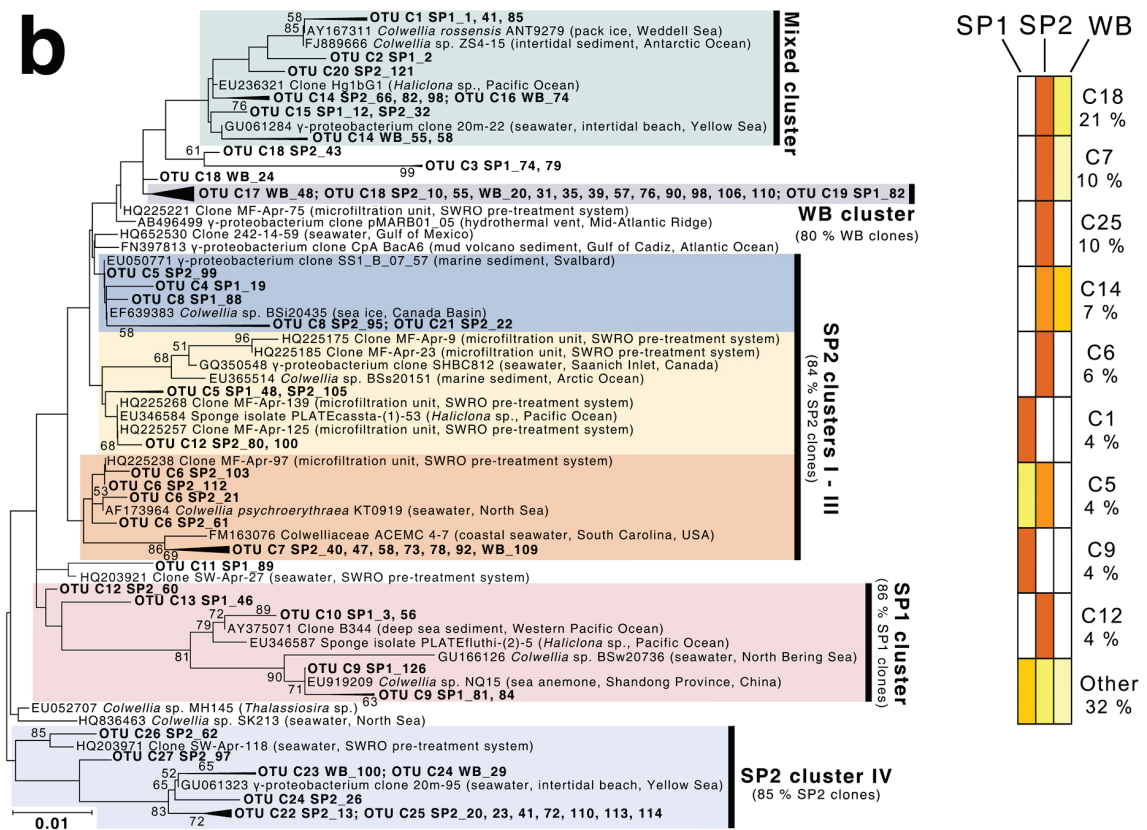 b
58
OTU C1 SP1_1, 41, 85
85
AY167311 Colwellia rossensis ANT9279 (pack ice, Weddell Sea)
FJ889666 Colwellia sp. ZS4-15 (intertidal sediment, Antarctic Ocean)
OTU C2 SP1_2
OTU C20 SP2_121
EU236321 Clone Hg1bG1 (Haliclona sp., Pacific Ocean)
OTU C14 SP2_66, 82, 98; OTU C16 WB_74
76
OTU C15 SP1_12, SP2_32
GU061284 γ-proteobacterium clone 20m-22 (seawater, intertidal beach, Yellow Sea)
OTU C14 WB_55, 58
Mixed cluster
61
OTU C18 SP2_43
99
OTU C3 SP1_74, 79
OTU C18 WB_24
OTU C17 WB_48; OTU C18 SP2_10, 55, WB_20, 31, 35, 39, 57, 76, 90, 98, 106, 110; OTU C19 SP1_82
WB cluster
(80 % WB clones)
HQ225221 Clone MF-Apr-75 (microfiltration unit, SWRO pre-treatment system)
AB496499 γ-proteobacterium clone pMARB01_05 (hydrothermal vent, Mid-Atlantic Ridge)
HQ652530 Clone 242-14-59 (seawater, Gulf of Mexico)
FN397813 γ-proteobacterium clone CpA BacA6 (mud volcano sediment, Gulf of Cadiz, Atlantic Ocean)
EU050771 γ-proteobacterium clone SS1_B_07_57 (marine sediment, Svalbard)
OTU C5 SP2_99
OTU C4 SP1_19
OTU C8 SP1_88
EF639383 Colwellia sp. BSi20435 (sea ice, Canada Basin)
OTU C8 SP2_95; OTU C21 SP2_22
58
96
HQ225175 Clone MF-Apr-9 (microfiltration unit, SWRO pre-treatment system)
51
HQ225185 Clone MF-Apr-23 (microfiltration unit, SWRO pre-treatment system)
68
GQ350548 γ-proteobacterium clone SHBC812 (seawater, Saanich Inlet, Canada)
EU365514 Colwellia sp. BSs20151 (marine sediment, Arctic Ocean)
OTU C5 SP1_48, SP2_105
HQ225268 Clone MF-Apr-139 (microfiltration unit, SWRO pre-treatment system)
EU346584 Sponge isolate PLATEcassta-(1)-53 (Haliclona sp., Pacific Ocean)
HQ225257 Clone MF-Apr-125 (microfiltration unit, SWRO pre-treatment system)
68
OTU C12 SP2_80, 100
HQ225238 Clone MF-Apr-97 (microfiltration unit, SWRO pre-treatment system)
OTU C6 SP2_103
OTU C6 SP2_112
53
OTU C6 SP2_21
AF173964 Colwellia psychroerythraea KT0919 (seawater, North Sea)
OTU C6 SP2_61
FM163076 Colwelliaceae ACEMC 4-7 (coastal seawater, South Carolina, USA)
86
OTU C7 SP2_40, 47, 58, 73, 78, 92, WB_109
69
SP2 clusters I - III
(84 % SP2 clones)
OTU C11 SP1_89
HQ203921 Clone SW-Apr-27 (seawater, SWRO pre-treatment system)
OTU C12 SP2_60
OTU C13 SP1_46
89
72
OTU C10 SP1_3, 56
79
AY375071 Clone B344 (deep sea sediment, Western Pacific Ocean)
EU346587 Sponge isolate PLATEfluthi-(2)-5 (Haliclona sp., Pacific Ocean)
81
GU166126 Colwellia sp. BSw20736 (seawater, North Bering Sea)
OTU C9 SP1_126
90
EU919209 Colwellia sp. NQ15 (sea anemone, Shandong Province, China)
71
OTU C9 SP1_81, 84
63
SP1 cluster
(86 % SP1 clones)
EU052707 Colwellia sp. MH145 (Thalassiosira sp.)
HQ836463 Colwellia sp. SK213 (seawater, North Sea)
85
OTU C26 SP2_62
HQ203971 Clone SW-Apr-118 (seawater, SWRO pre-treatment system)
OTU C27 SP2_97
65
52
OTU C23 WB_100; OTU C24 WB_29
65
GU061323 γ-proteobacterium clone 20m-95 (seawater, intertidal beach, Yellow Sea)
OTU C24 SP2_26
83
OTU C22 SP2_13; OTU C25 SP2_20, 23, 41, 72, 110, 113, 114
72
SP2 cluster IV
(85 % SP2 clones)
0.01
SP1 SP2 WB
C18
21 %
C7
10 %
C25
10 %
C14
7 %
C6
6 %
C1
4 %
C5
4 %
C9
4 %
C12
4 %
Other
32 %